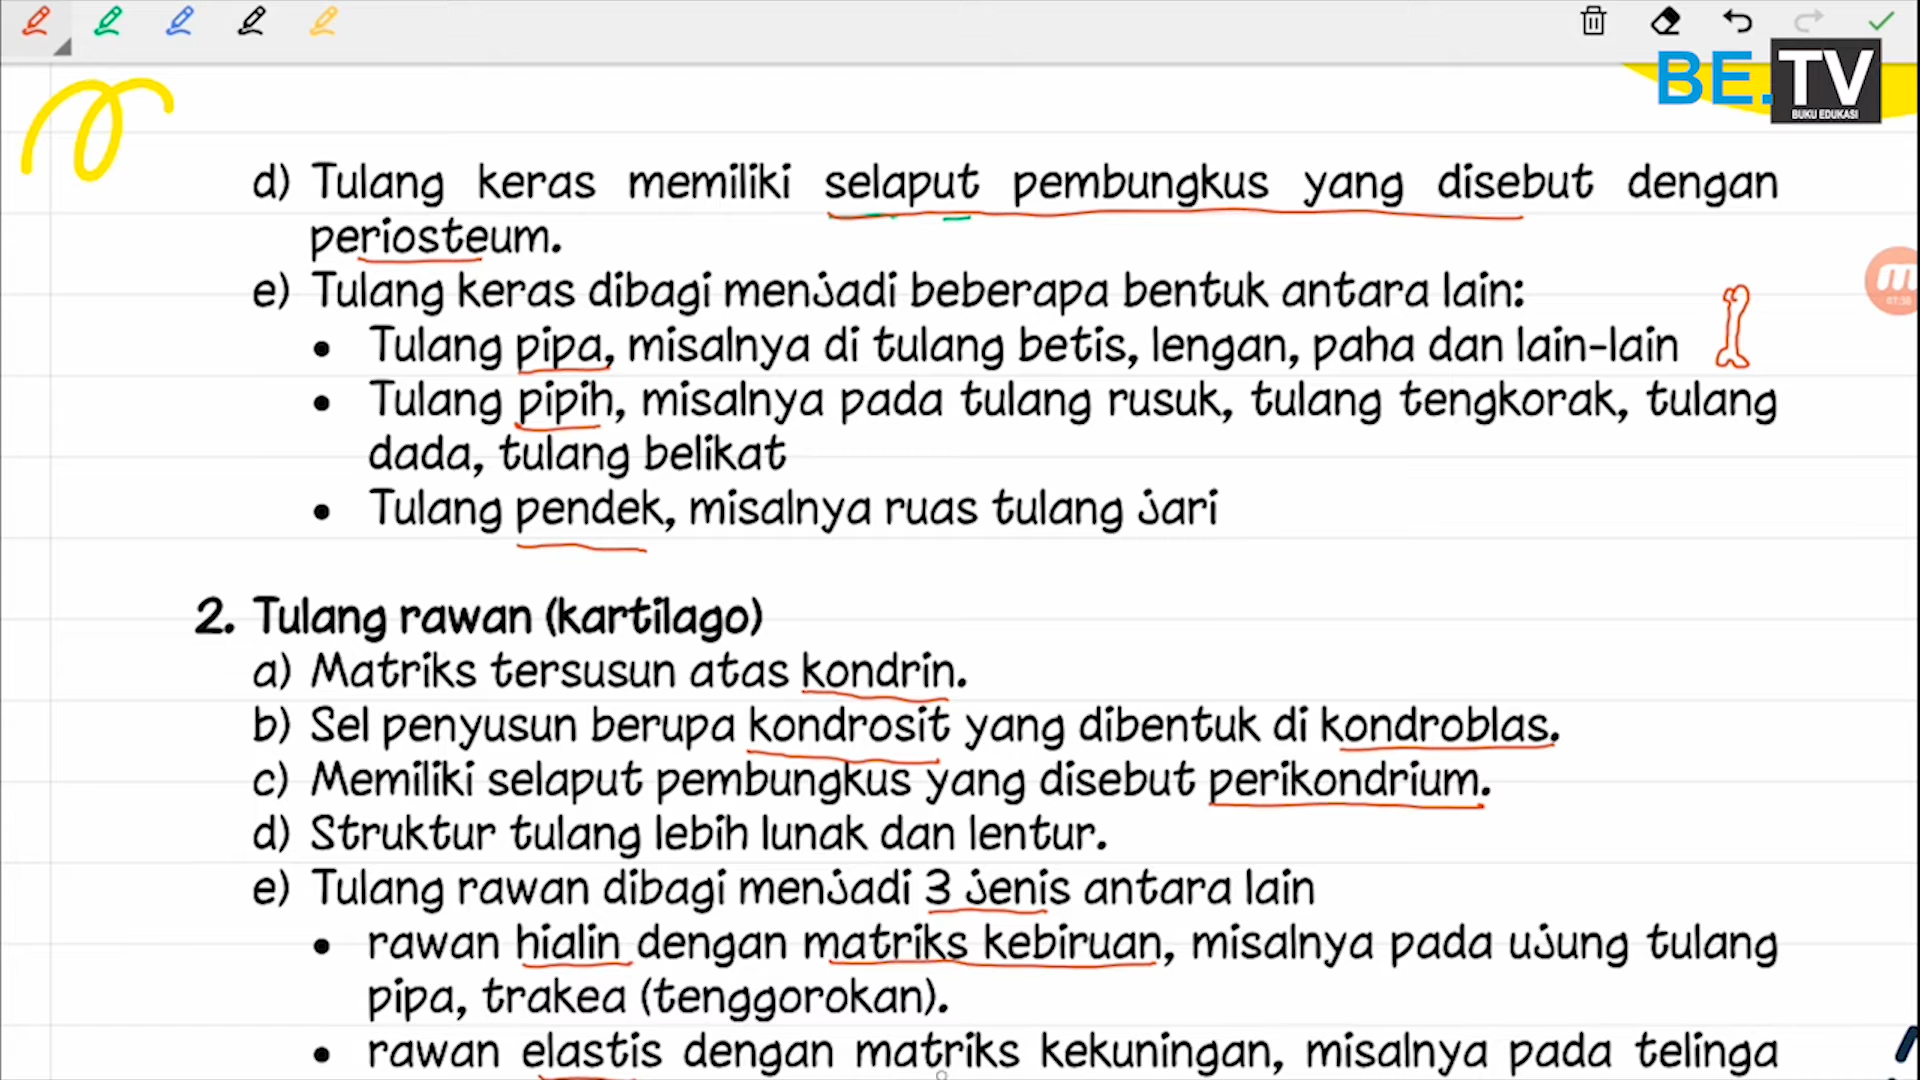 BE.TV
BUKU EDUKASI
d) Tulang keras memiliki selaput pembungkus yang disebut dengan
periosteum.
e) Tulang keras dibagi menjadi beberapa bentuk antara lain:
• Tulang pipa, misalnya di tulang betis, lengan, paha dan lain-lain
• Tulang pipih, misalnya pada tulang rusuk, tulang tengkorak, tulang
dada, tulang belikat
• Tulang pendek, misalnya ruas tulang jari
2. Tulang rawan (kartilago)
a) Matriks tersusun atas kondrin.
b) Sel penyusun berupa kondrosit yang dibentuk di kondroblas.
c) Memiliki selaput pembungkus yang disebut perikondrium.
d) Struktur tulang lebih lunak dan lentur.
e) Tulang rawan dibagi menjadi 3 jenis antara lain
• rawan hialin dengan matriks kebiruan, misalnya pada ujung tulang
pipa, trakea (tenggorokan).
• rawan elastis dengan matriks kekuningan, misalnya pada telinga